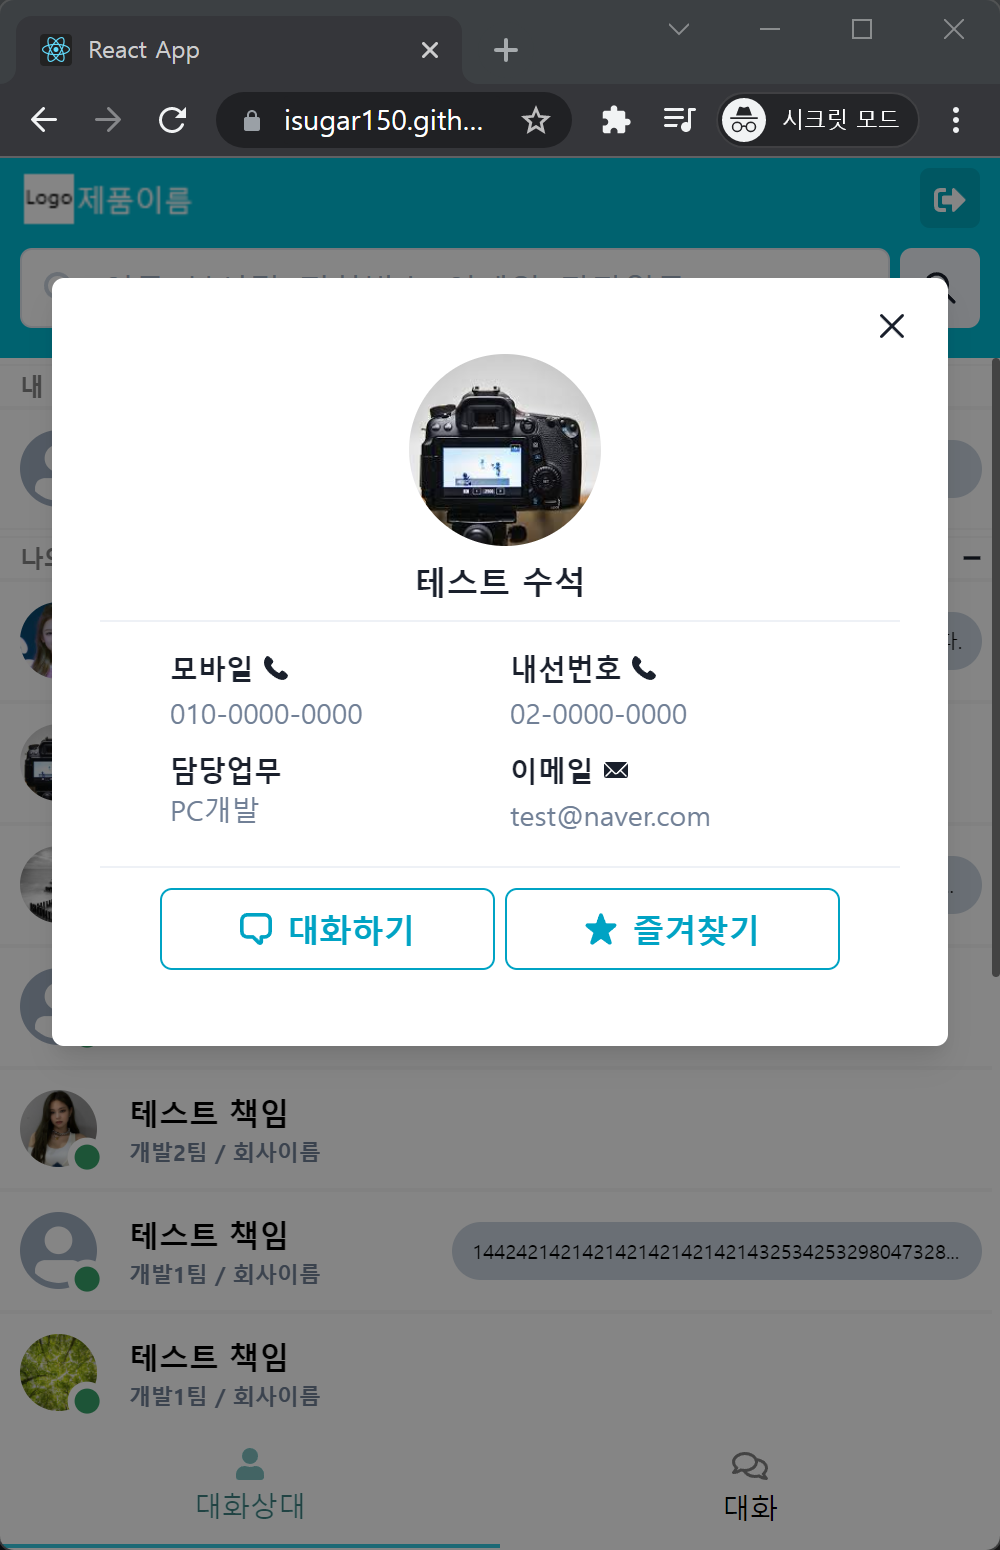 React App
isugar150.gith...
시크릿 모드
Logo 제품이름
내
나의
테스트 수석
모바일
010-0000-0000
내선번호
02-0000-0000
담당업무
PC개발
이메일
test@naver.com
다.
.
대화하기
즐겨찾기
테스트 책임
개발2팀 / 회사이름
테스트 책임
개발1팀 / 회사이름
테스트 책임
개발1팀 / 회사이름
대화상대
대화